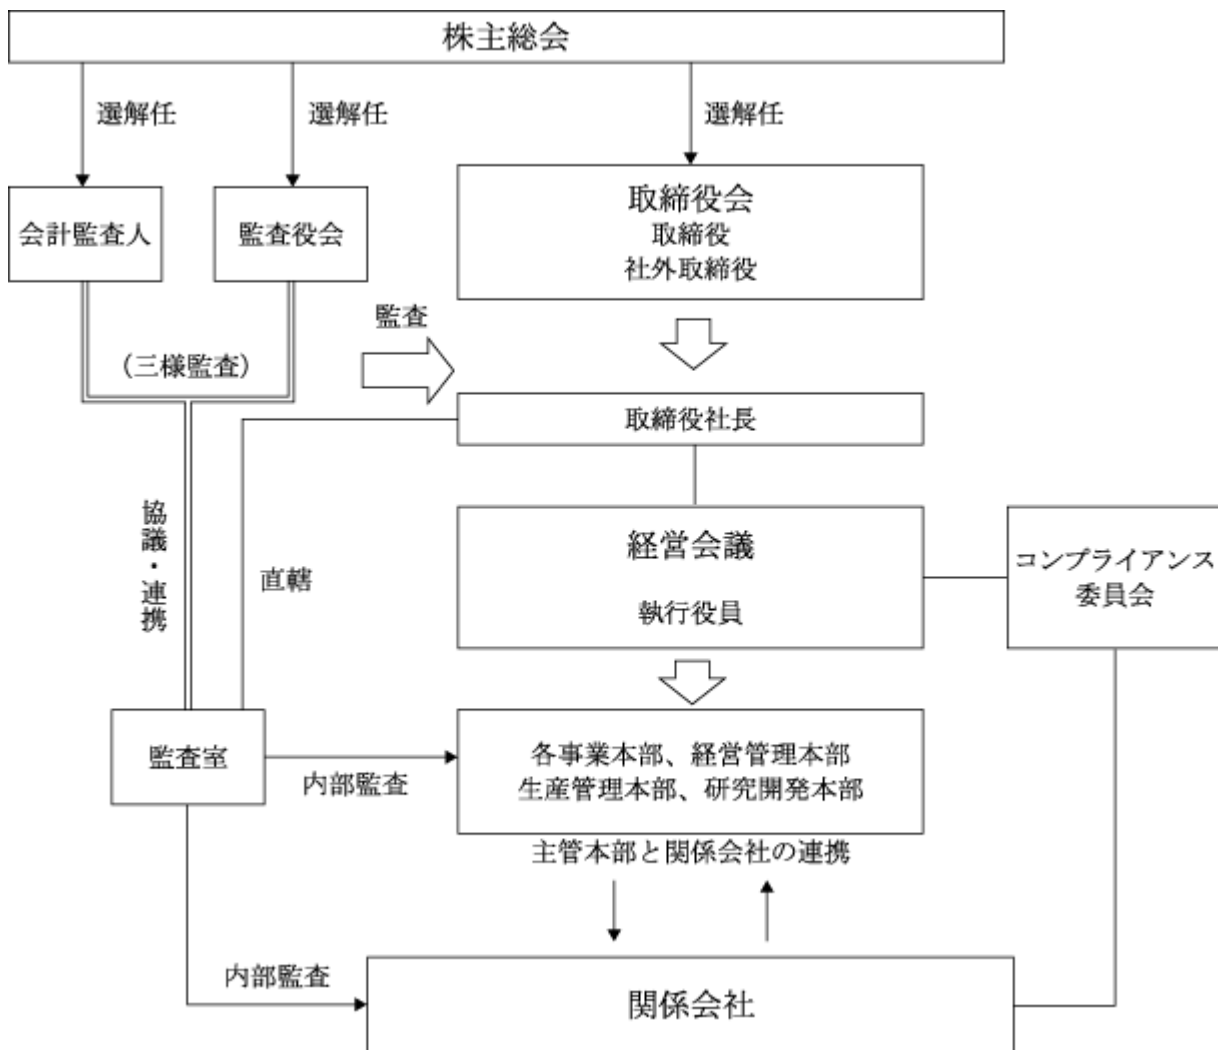 株主総会
選解任
選解任
選解任
会計監査人
監査役会
取締役会
取締役
社外取締役
監査
(三様監査)
取締役社長
協議・連携
直轄
経営会議
執行役員
コンプライアンス
委員会
監査室
内部監査
各事業本部、経営管理本部
生産管理本部、研究開発本部
主管本部と関係会社の連携
内部監査
関係会社